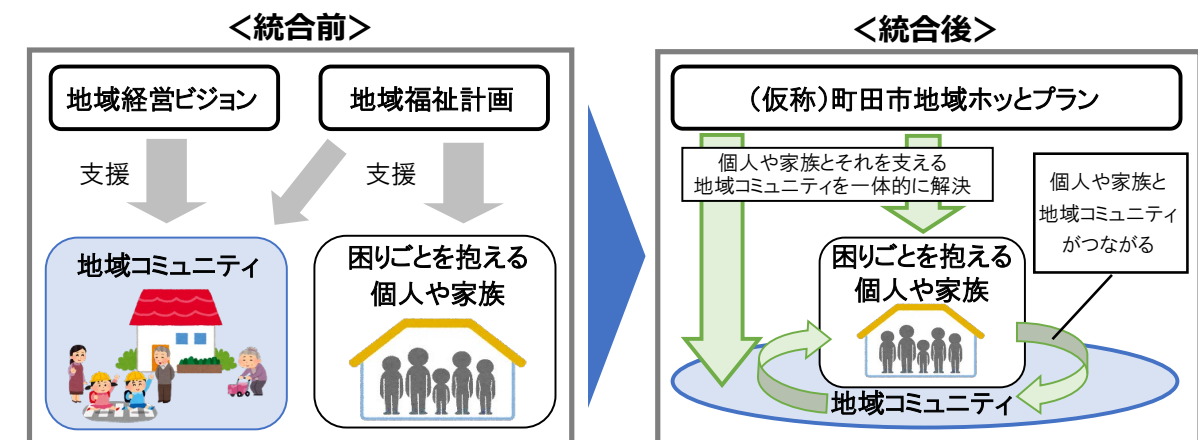 <統合前>
地域経営ビジョン
地域福祉計画
支援
支援
地域コミュニティ
困りごとを抱える
個人や家族
<統合後>
(仮称)町田市地域ホッとプラン
個人や家族とそれを支える
地域コミュニティを一体的に解決
個人や家族と
地域コミュニティ
がつながる
困りごとを抱える
個人や家族
地域コミュニティ